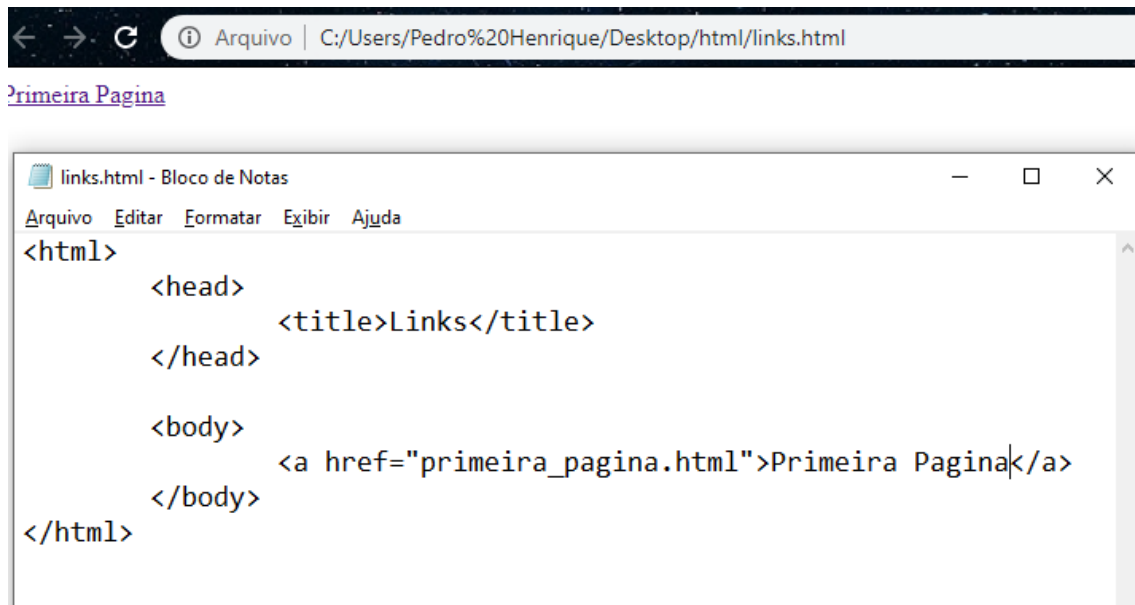 Arquivo | C:/Users/Pedro%20Henrique/Desktop/html/links.html
Primeira Pagina
links.html - Bloco de Notas
Arquivo Editar Formatar Exibir Ajuda
<html>
<head>
<title>Links</title>
</head>
<body>
<a href="primeira_pagina.html">Primeira Pagina</a>
</body>
</html>